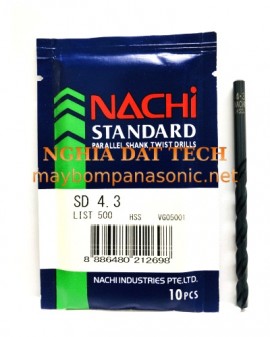 NACHi
STANDARD
PARALLEL SHANK TWIST DRILLS
NGHIA DAT TECH
maybompanasonic.net
SD 4.3
LIST 500 HSS VG05001
8 886480 212698
NACHI INDUSTRIES PTE.LTD.
10PCS